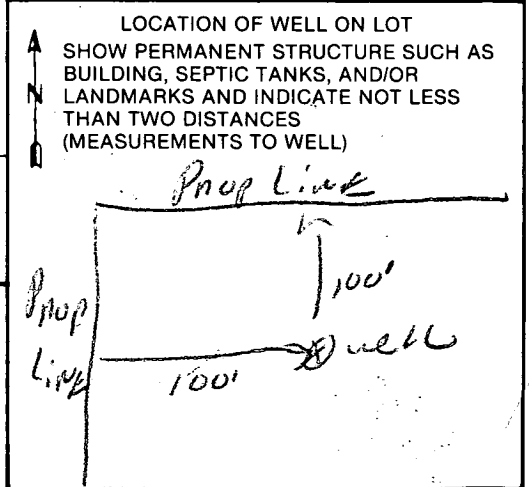 LOCATION OF WELL ON LOT
SHOW PERMANENT STRUCTURE SUCH AS
BUILDING, SEPTIC TANKS, AND/OR
N LANDMARKS AND INDICATE NOT LESS
THAN TWO DISTANCES
(MEASUREMENTS TO WELL)
Prop Line
100'
Prop
Line
well
100'